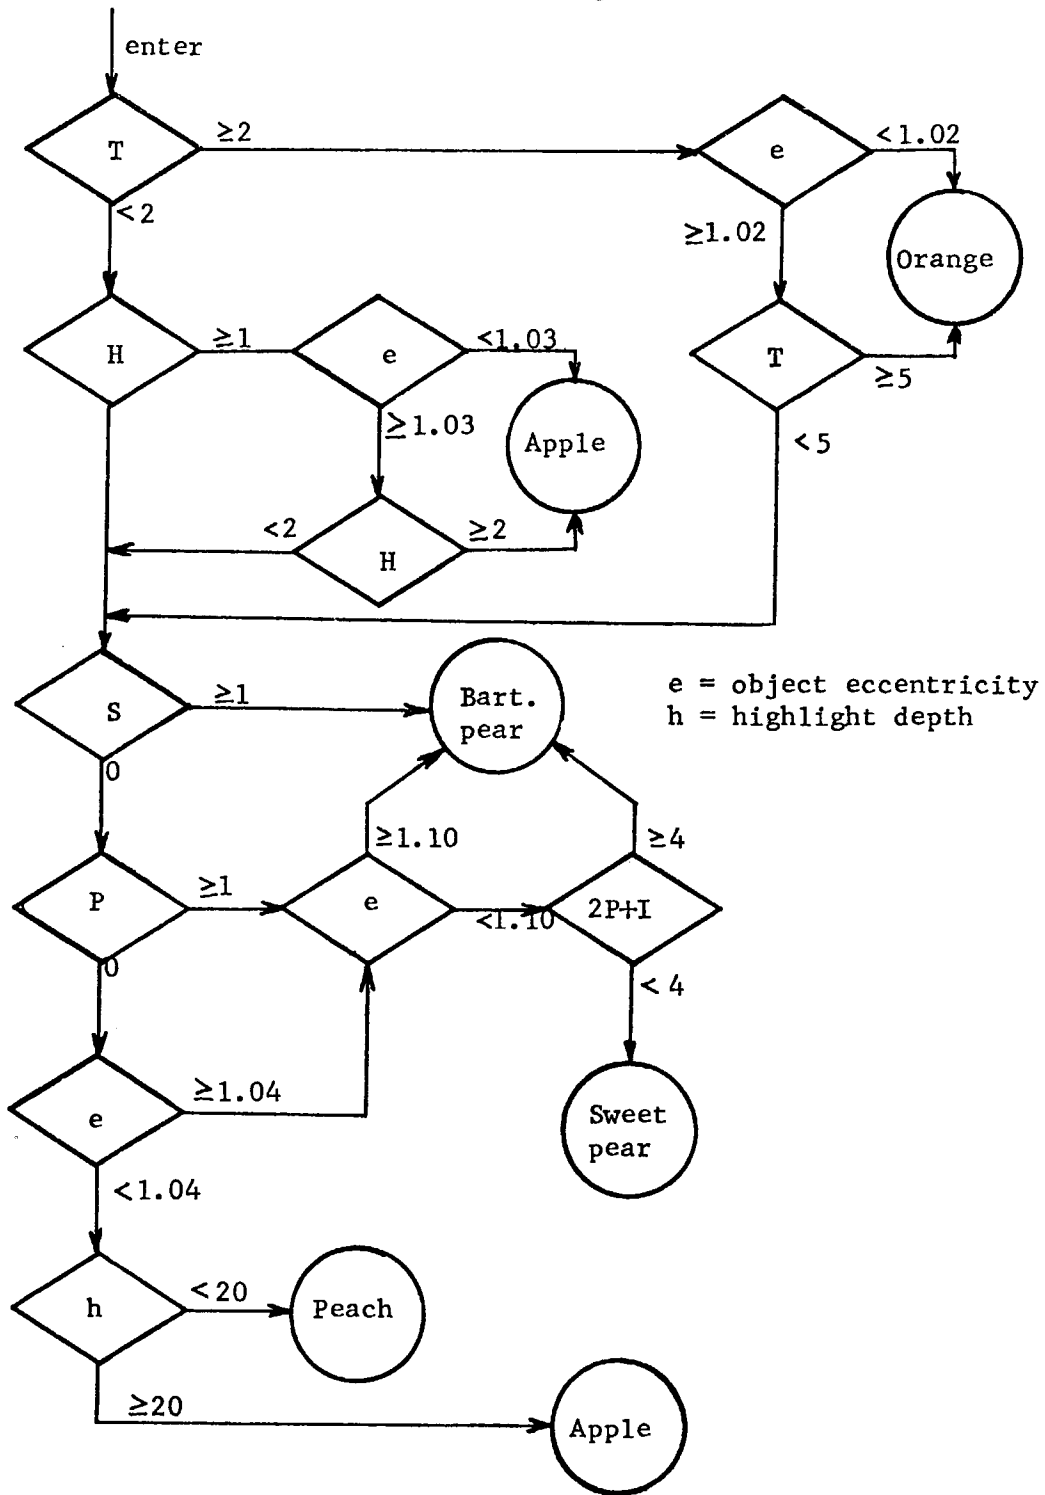 enter
T
≥2
e
<1.02
<2
≥1.02
Orange
H
≥1
e
<1.03
T
≥5
≥1.03
Apple
<5
<2
H
≥2
S
≥1
Bart.
pear
e = object eccentricity
h = highlight depth
0
≥1.10
≥4
P
≥1
e
<1.10
2P+I
0
<4
e
≥1.04
Sweet
pear
<1.04
h
<20
Peach
≥20
Apple